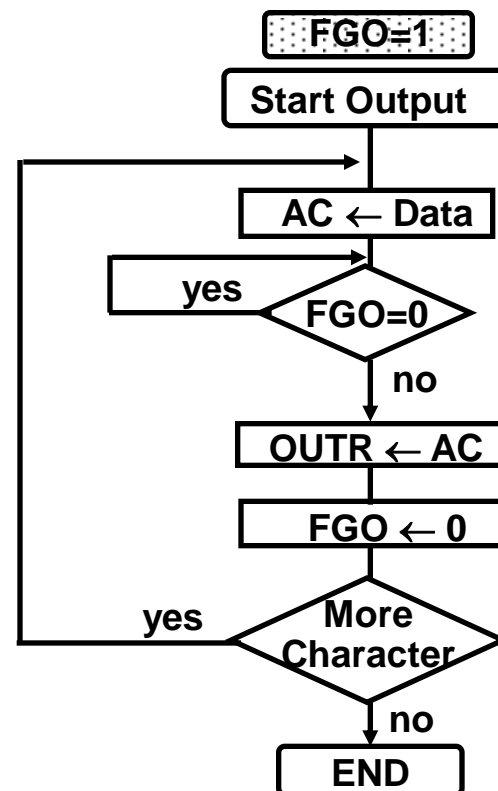 FGO=1
Start Output
AC ← Data
yes
FGO=0
no
OUTR ← AC
FGO ← 0
yes
More
Character
no
END